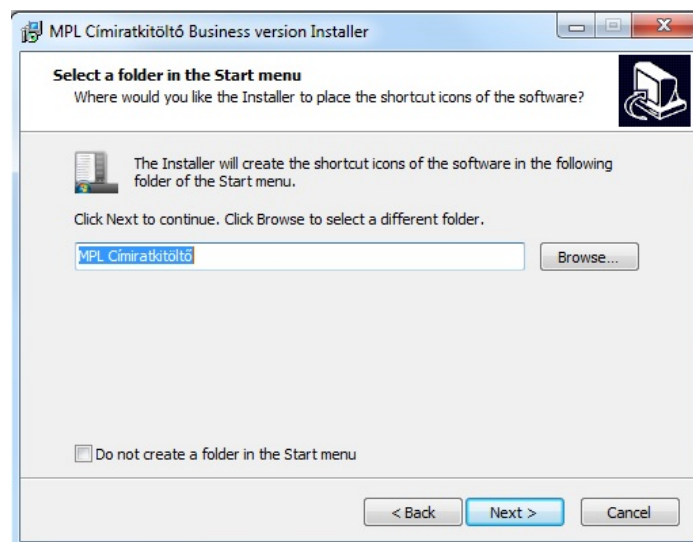 MPL Címiratkitöltő Business version Installer
Select a folder in the Start menu
Where would you like the Installer to place the shortcut icons of the software?
The Installer will create the shortcut icons of the software in the following
folder of the Start menu.
Click Next to continue. Click Browse to select a different folder.
MPL Címiratkitöltő
Browse...
Do not create a folder in the Start menu
< Back
Next >
Cancel